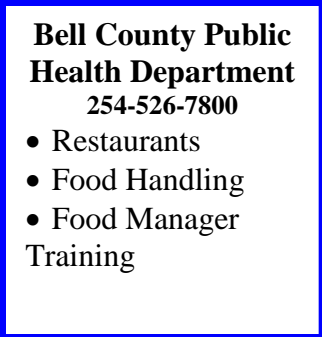 Bell County Public
Health Department
254-526-7800
• Restaurants
• Food Handling
• Food Manager
Training